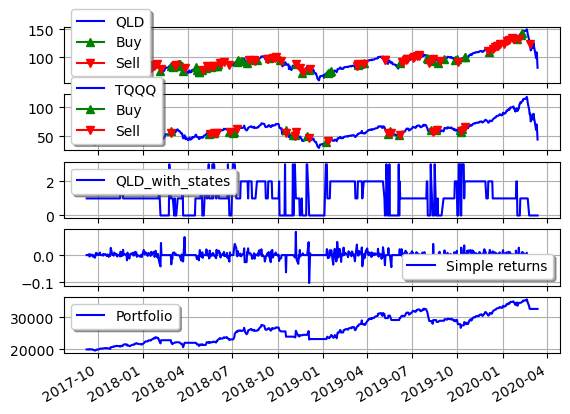 QLD
Buy
Sell
150
100
TQQQ
Buy
Sell
100
50
QLD_with_states
2
0
Simple returns
0.0
−0.1
Portfolio
30000
20000
2017-10
2018-01
2018-04
2018-07
2018-10
2019-01
2019-04
2019-07
2019-10
2020-01
2020-04